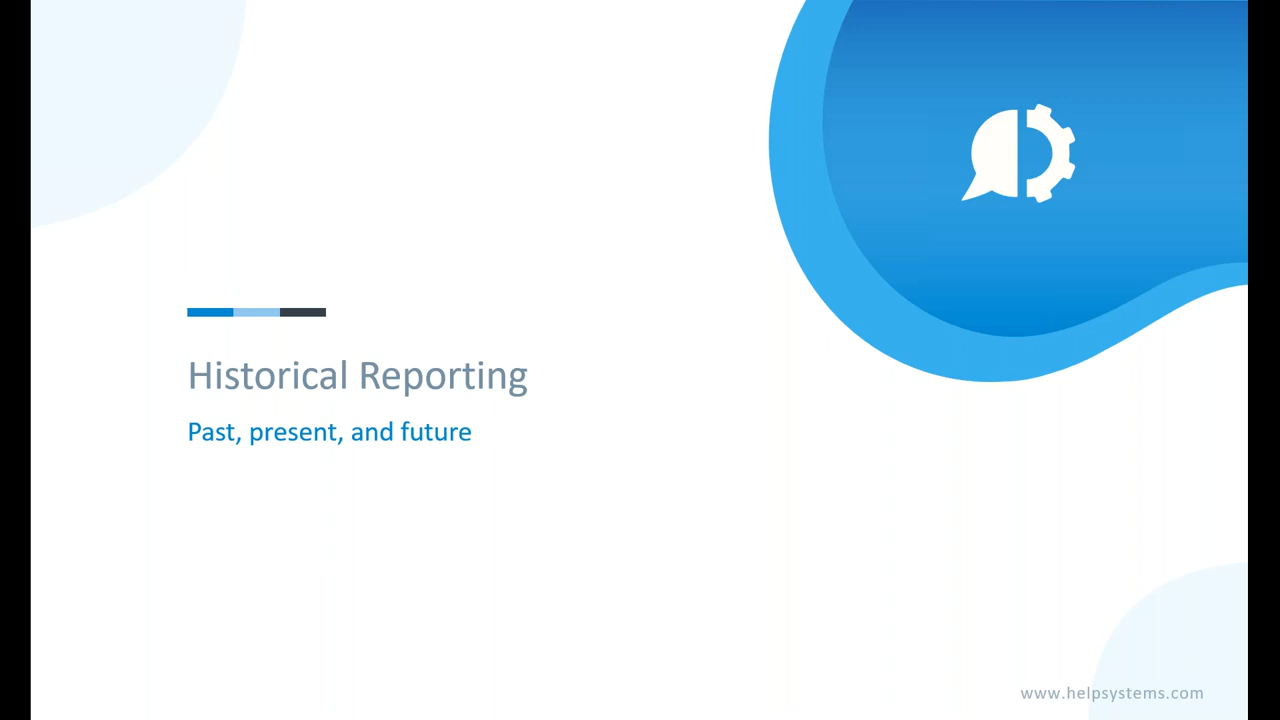 Historical Reporting
Past, present, and future
www.helpsystems.com